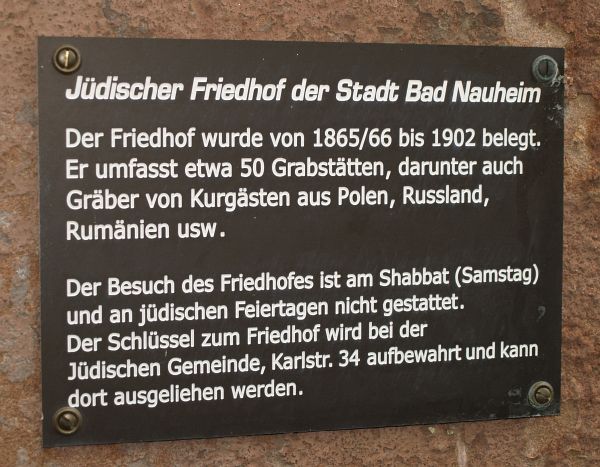 Jüdischer Friedhof der Stadt Bad Nauheim
Der Friedhof wurde von 1865/66 bis 1902 belegt.
Er umfasst etwa 50 Grabstätten, darunter auch
Gräber von Kurgästen aus Polen, Russland,
Rumänien usw.
Der Besuch des Friedhofes ist am Shabbat (Samstag)
und an jüdischen Feiertagen nicht gestattet.
Der Schlüssel zum Friedhof wird bei der
Jüdischen Gemeinde, Karlstr. 34 aufbewahrt und kann
dort ausgeliehen werden.